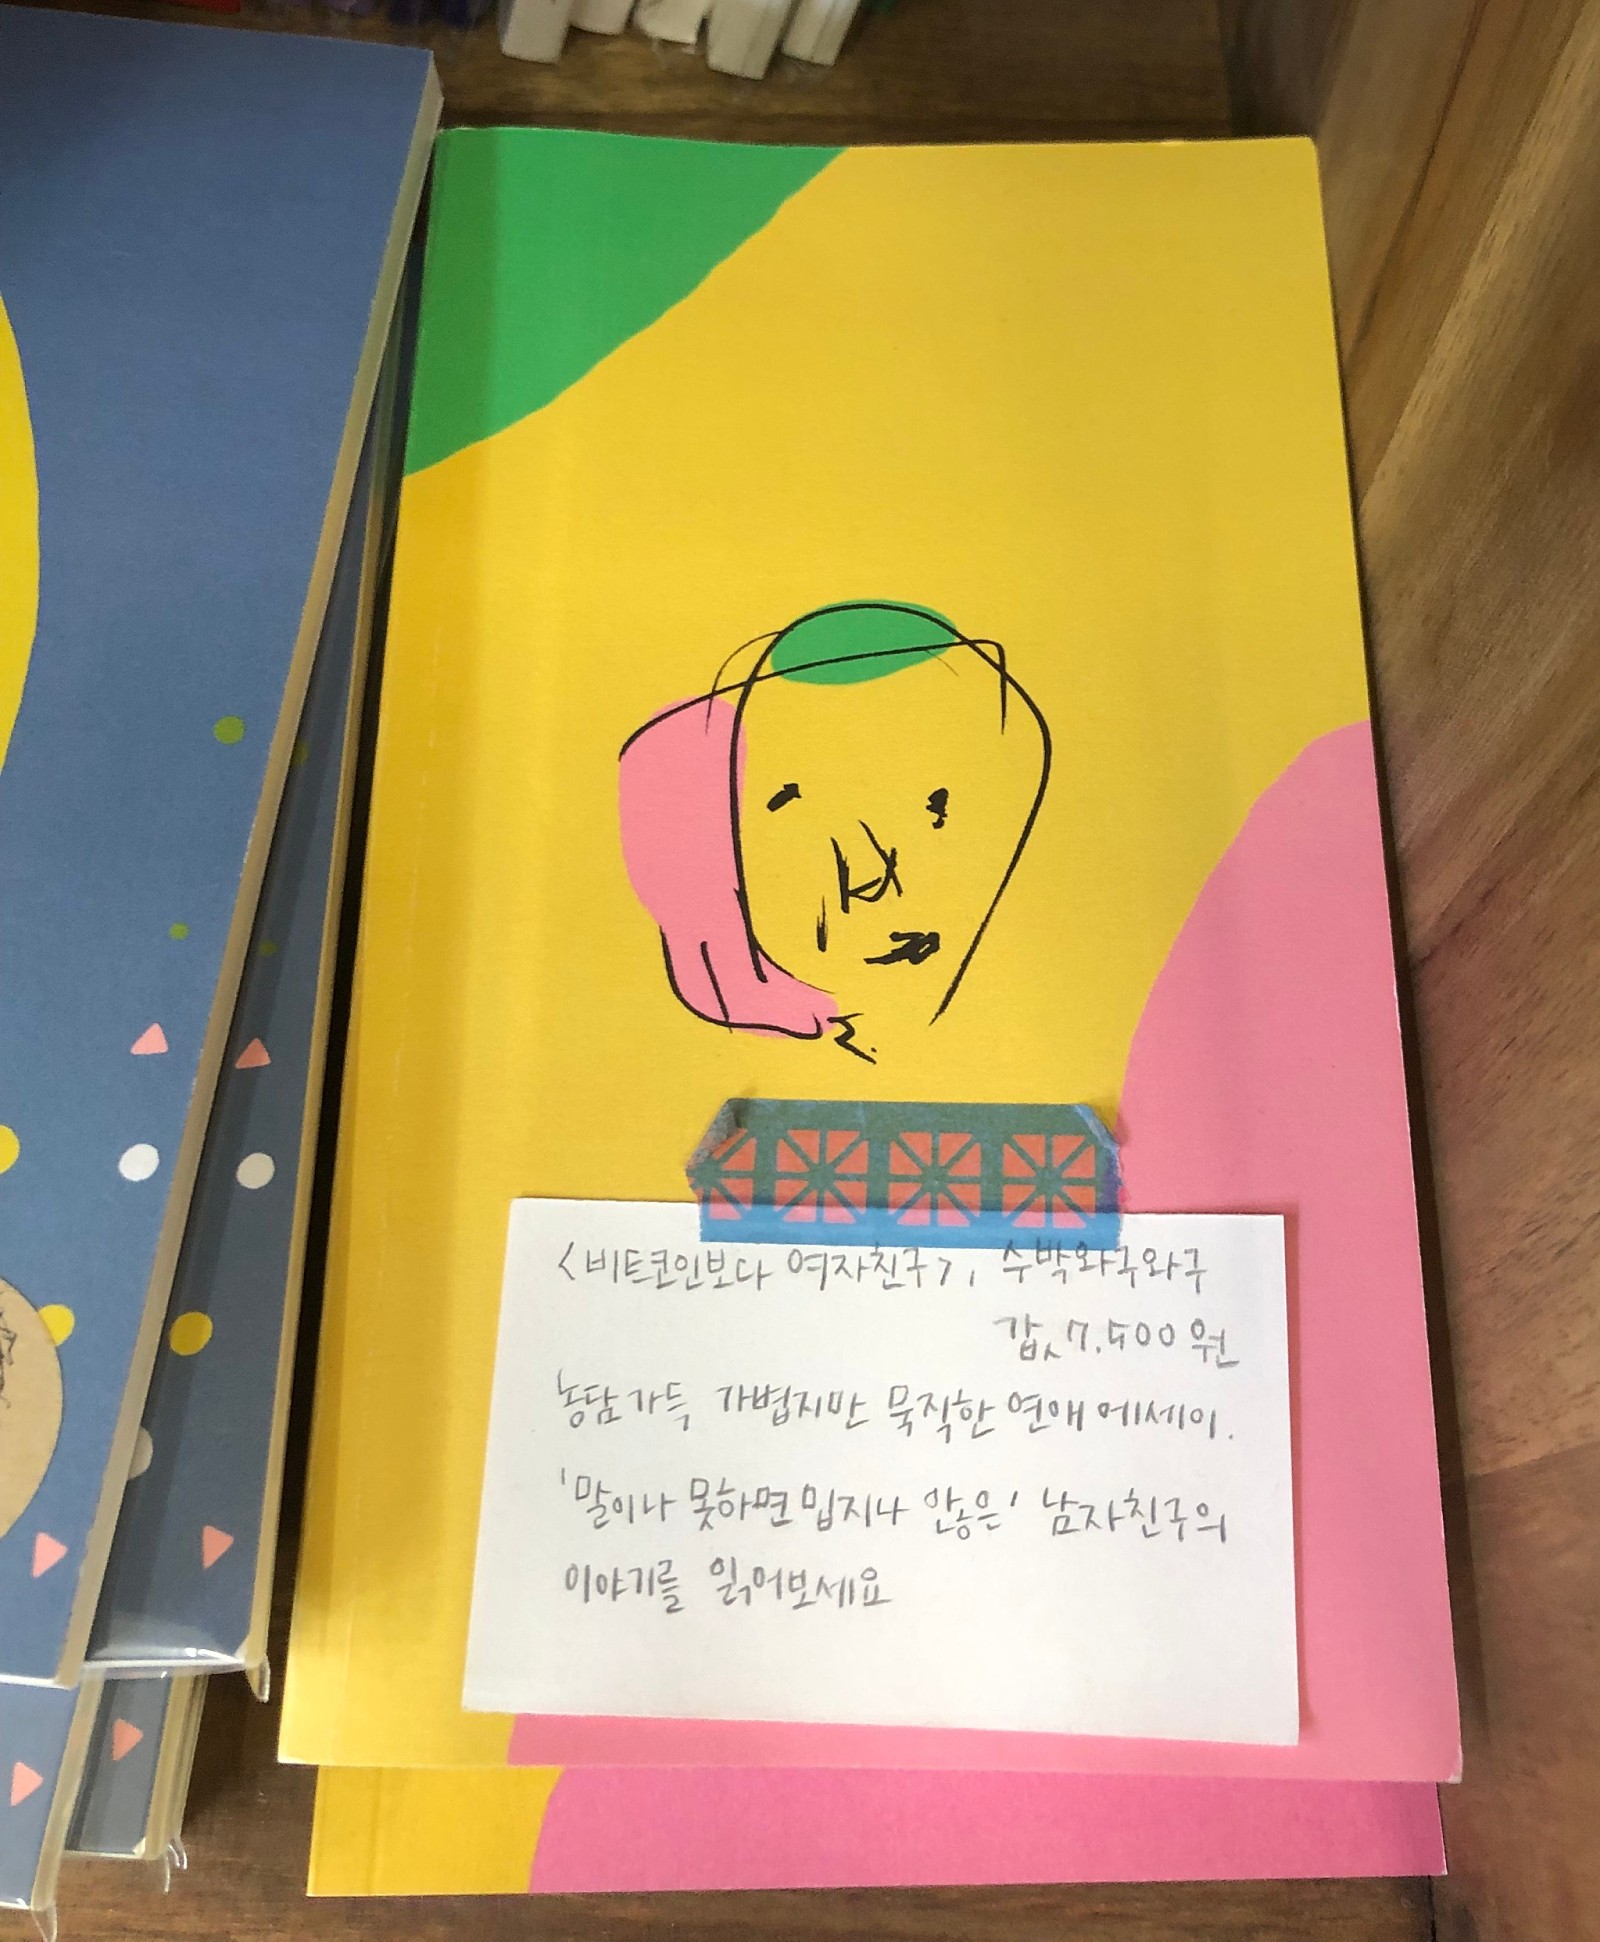 <비트코인보다 여자친구>, 수박와구와구
값 7.500원
농담가득 가볍지만 묵직한 연애 에세이.
'말이나 못하면 밉지나 않은' 남자친구의
이야기를 읽어보세요